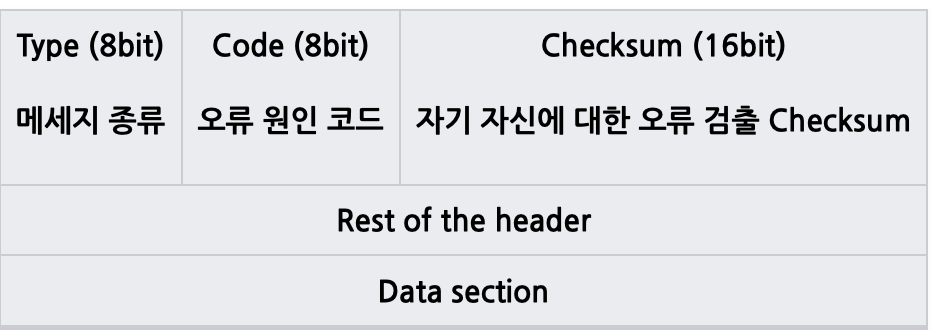 Type (8bit) Code (8bit) Checksum (16bit)
메세지 종류 오류 원인 코드 자기 자신에 대한 오류 검출 Checksum
Rest of the header
Data section